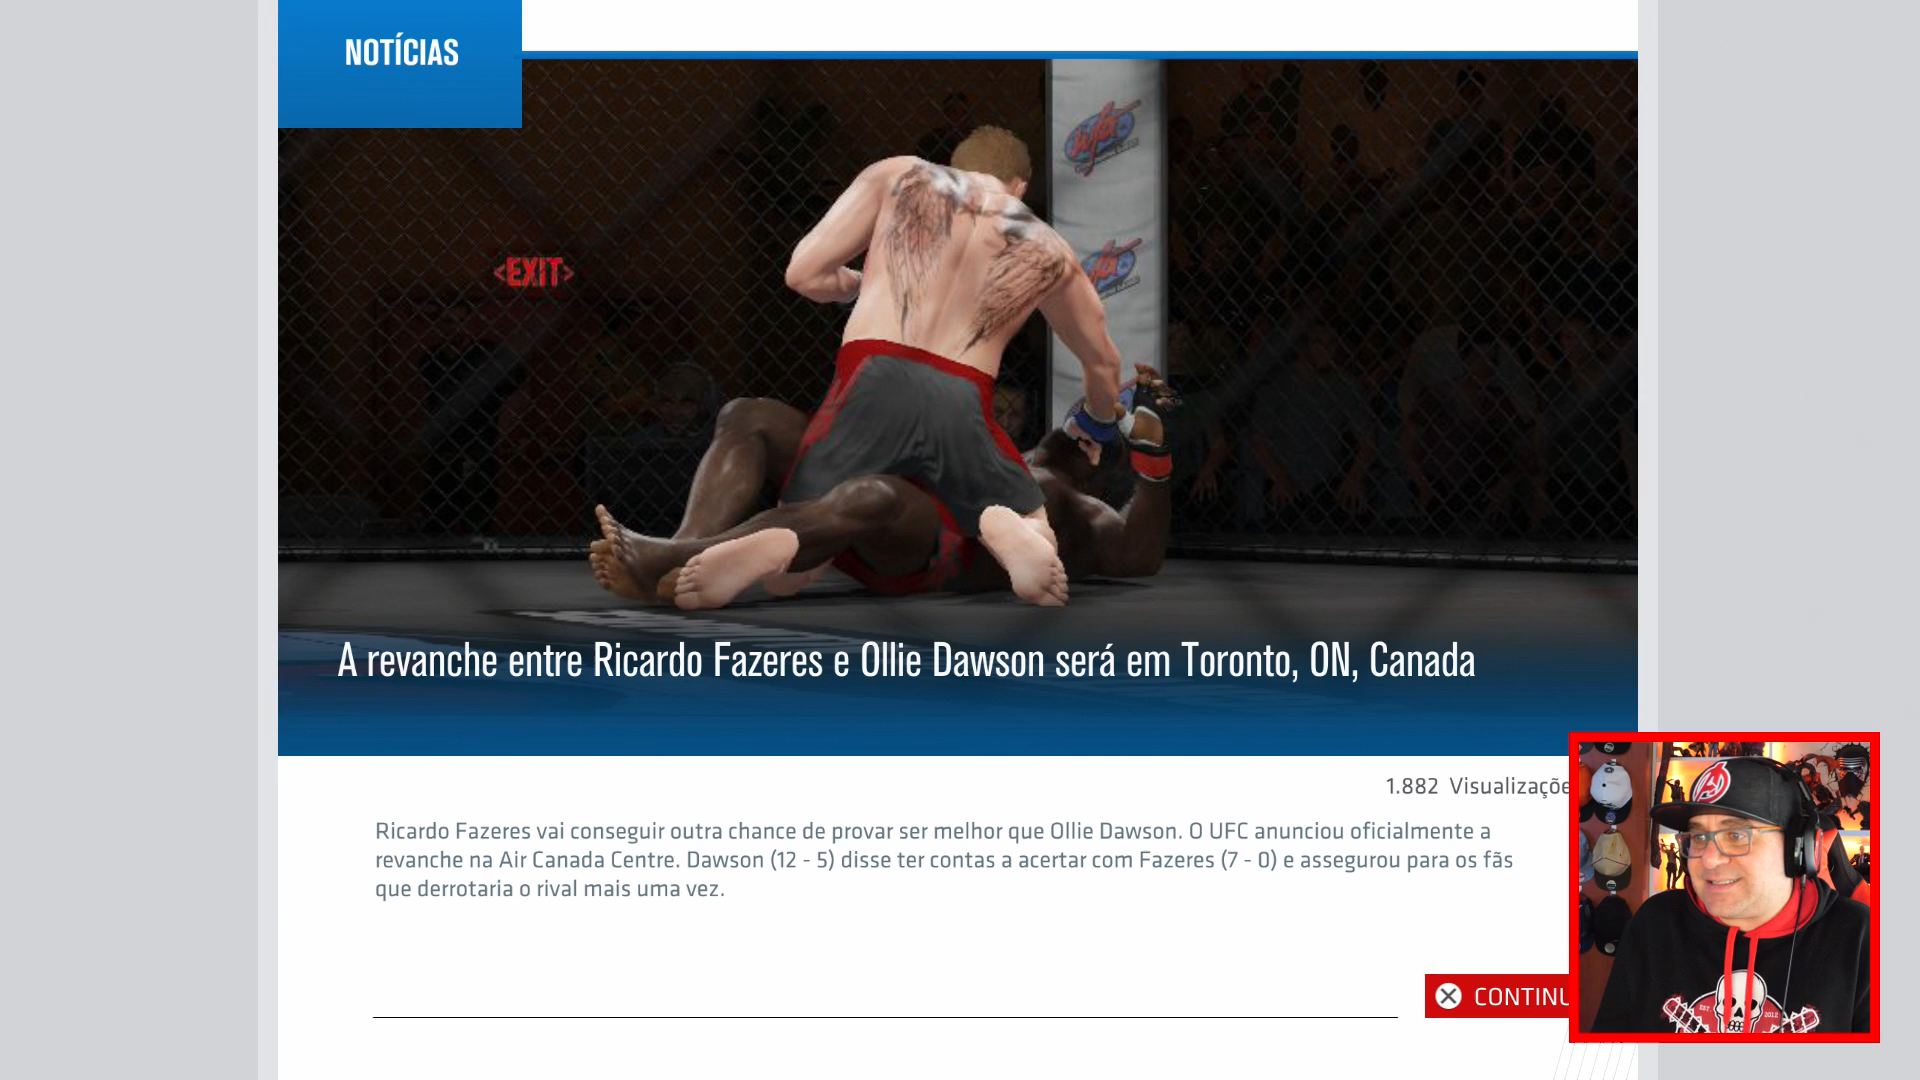 NOTÍCIAS
<EXIT>
A revanche entre Ricardo Fazeres e Ollie Dawson será em Toronto, ON, Canada
1.882 Visualizaçõe
Ricardo Fazeres vai conseguir outra chance de provar ser melhor que Ollie Dawson. O UFC anunciou oficialmente a
revanche na Air Canada Centre. Dawson (12 - 5) disse ter contas a acertar com Fazeres (7 - 0) e assegurou para os fãs
que derrotaria o rival mais uma vez.
CONTINU
EST. 2012